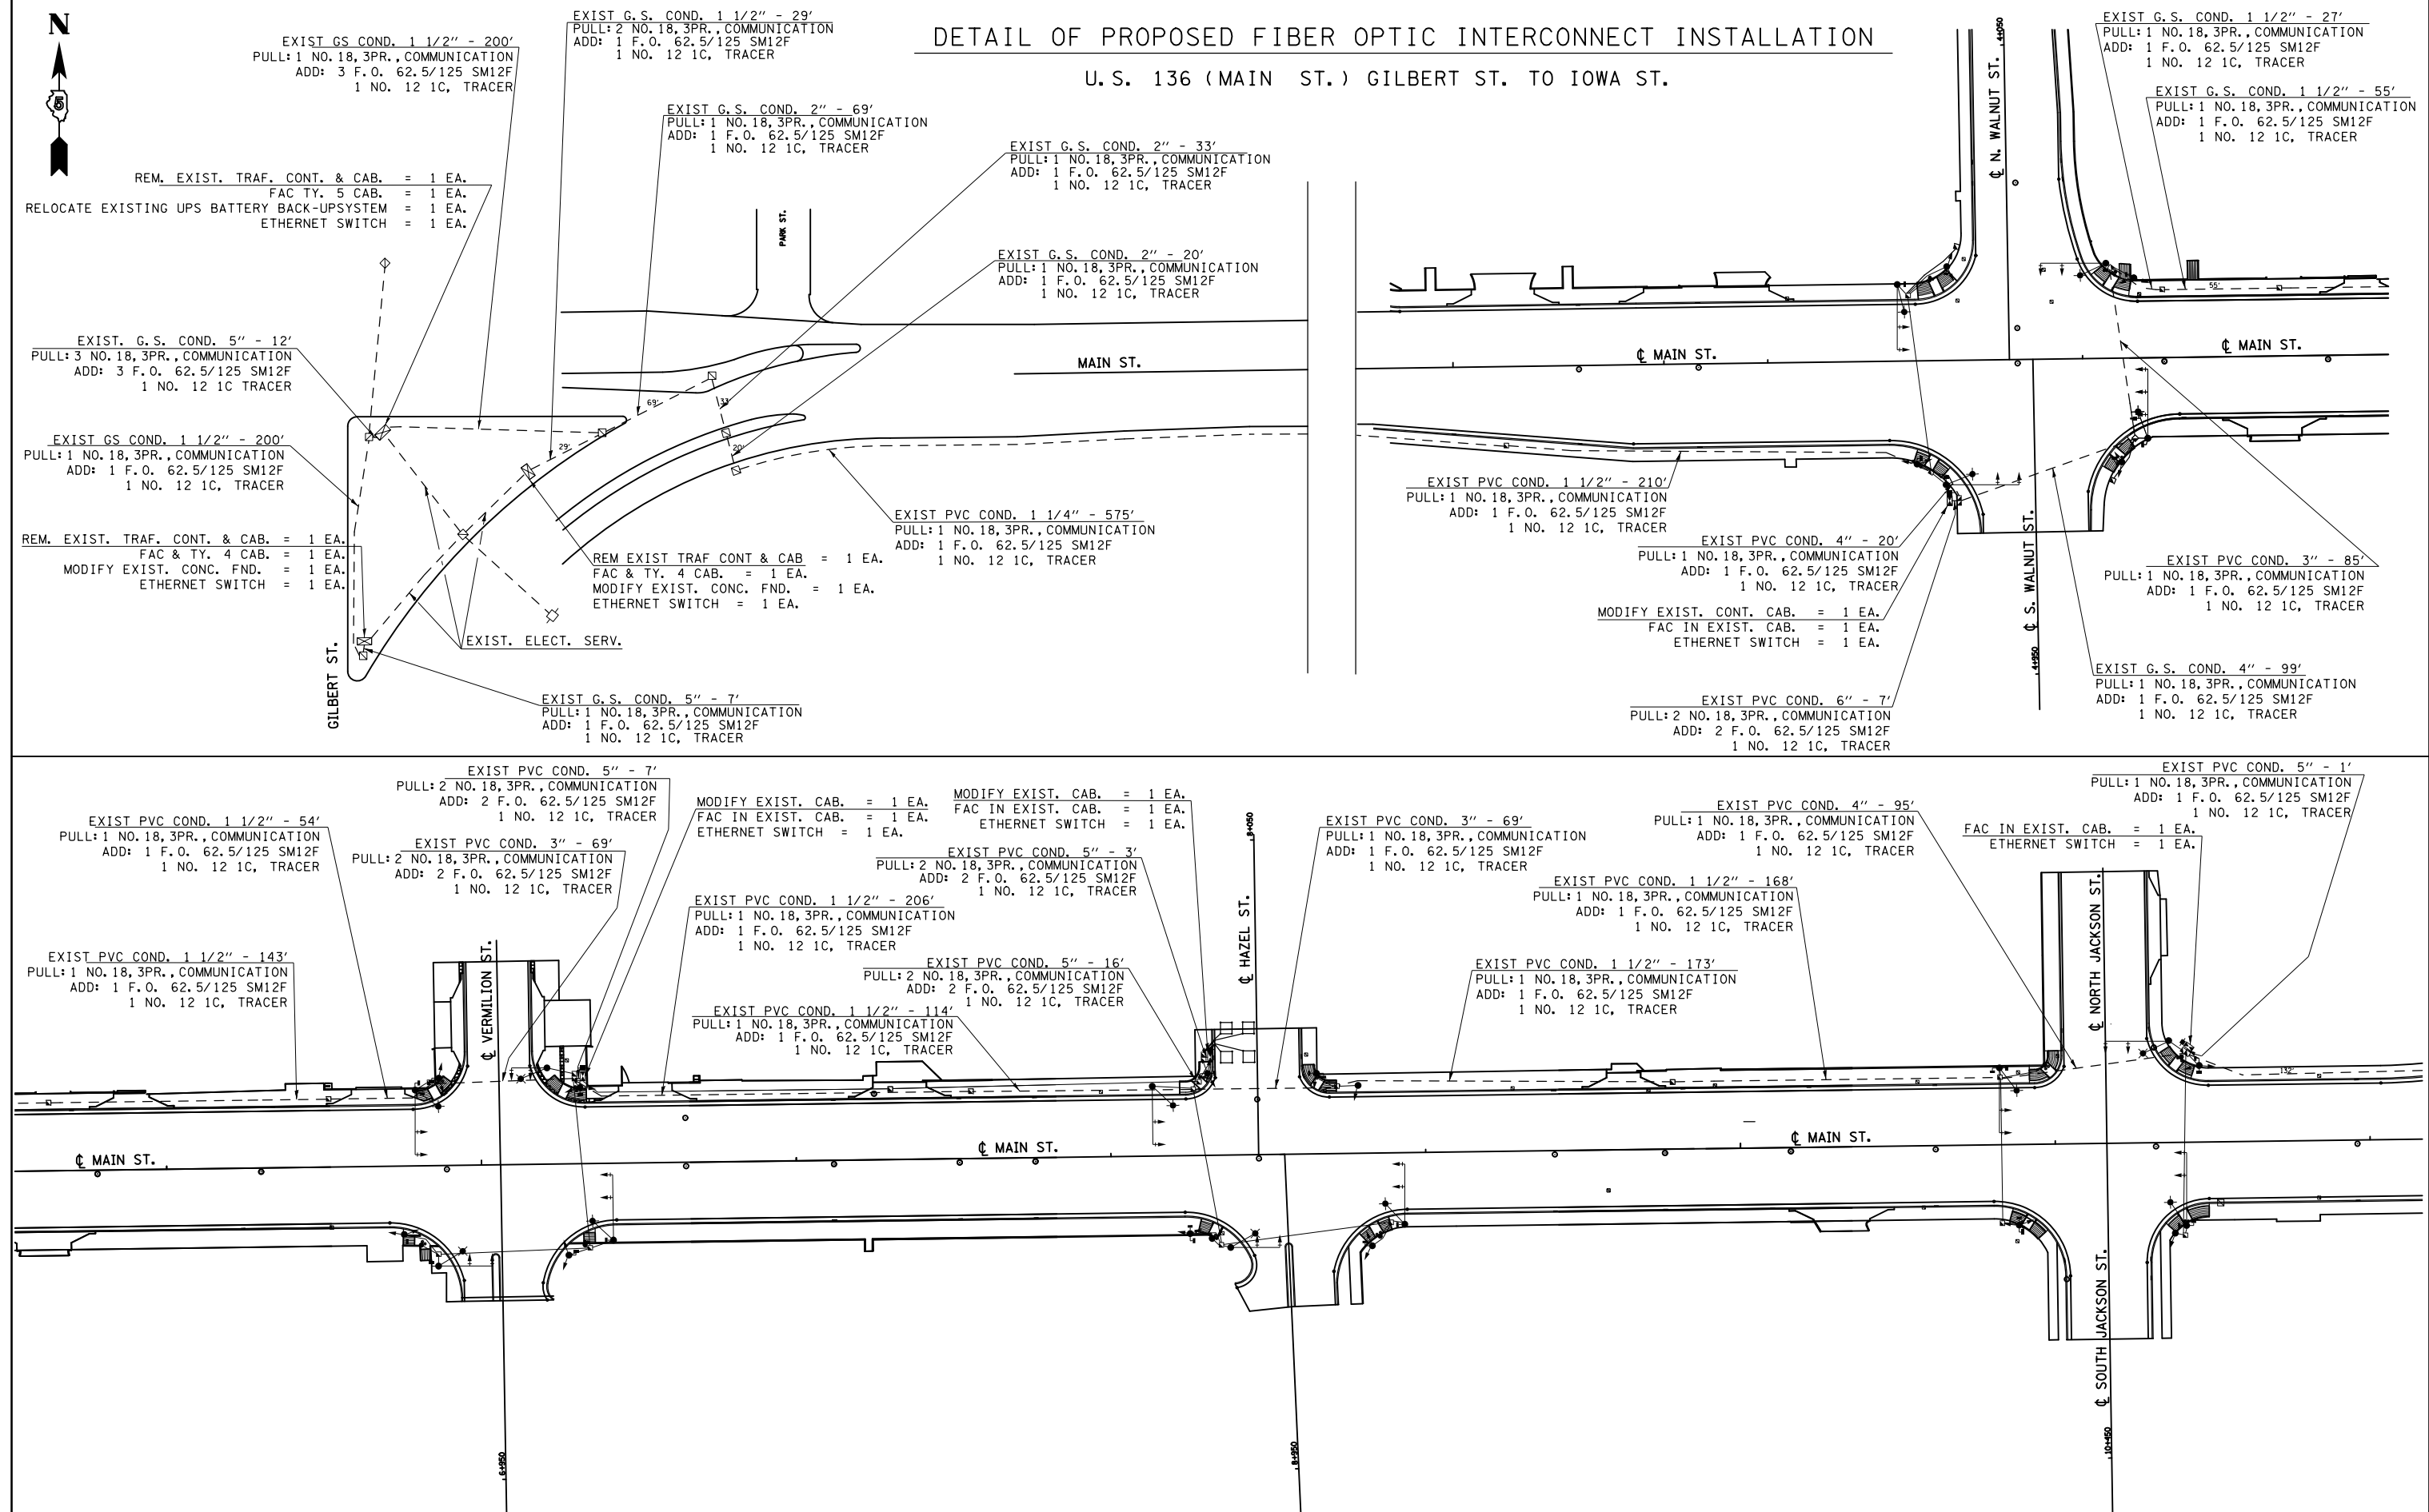 DETAIL OF PROPOSED FIBER OPTIC INTERCONNECT INSTALLATION
U.S. 136 (MAIN ST.) GILBERT ST. TO IOWA ST.
N
5
EXIST GS COND. 1 1/2" - 200'
PULL: 1 NO. 18, 3PR., COMMUNICATION
ADD: 3 F.O. 62.5/125 SM12F
1 NO. 12 1C, TRACER
EXIST G.S. COND. 1 1/2" - 29'
PULL: 2 NO. 18, 3PR., COMMUNICATION
ADD: 1 F.O. 62.5/125 SM12F
1 NO. 12 1C, TRACER
EXIST G.S. COND. 2" - 69'
PULL: 1 NO. 18, 3PR., COMMUNICATION
ADD: 1 F.O. 62.5/125 SM12F
1 NO. 12 1C, TRACER
EXIST G.S. COND. 2" - 33'
PULL: 1 NO. 18, 3PR., COMMUNICATION
ADD: 1 F.O. 62.5/125 SM12F
1 NO. 12 1C, TRACER
EXIST G.S. COND. 2" - 20'
PULL: 1 NO. 18, 3PR., COMMUNICATION
ADD: 1 F.O. 62.5/125 SM12F
1 NO. 12 1C, TRACER
REM. EXIST. TRAF. CONT. & CAB. = 1 EA.
FAC TY. 5 CAB. = 1 EA.
RELOCATE EXISTING UPS BATTERY BACK-UPSYSTEM = 1 EA.
ETHERNET SWITCH = 1 EA.
PARK ST.
EXIST. G.S. COND. 5" - 12'
PULL: 3 NO. 18, 3PR., COMMUNICATION
ADD: 3 F.O. 62.5/125 SM12F
1 NO. 12 1C TRACER
EXIST GS COND. 1 1/2" - 200'
PULL: 1 NO. 18, 3PR., COMMUNICATION
ADD: 1 F.O. 62.5/125 SM12F
1 NO. 12 1C, TRACER
REM. EXIST. TRAF. CONT. & CAB. = 1 EA.
FAC & TY. 4 CAB. = 1 EA.
MODIFY EXIST. CONC. FND. = 1 EA.
ETHERNET SWITCH = 1 EA.
69'
33'
29'
20'
MAIN ST.
REM EXIST TRAF CONT & CAB = 1 EA.
FAC & TY. 4 CAB. = 1 EA.
MODIFY EXIST. CONC. FND. = 1 EA.
ETHERNET SWITCH = 1 EA.
EXIST. ELECT. SERV.
GILBERT ST.
EXIST G.S. COND. 5" - 7'
PULL: 1 NO. 18, 3PR., COMMUNICATION
ADD: 1 F.O. 62.5/125 SM12F
1 NO. 12 1C, TRACER
EXIST PVC COND. 1 1/4" - 575'
PULL: 1 NO. 18, 3PR., COMMUNICATION
ADD: 1 F.O. 62.5/125 SM12F
1 NO. 12 1C, TRACER
4+050
℄ N. WALNUT ST.
EXIST G.S. COND. 1 1/2" - 27'
PULL: 1 NO. 18, 3PR., COMMUNICATION
ADD: 1 F.O. 62.5/125 SM12F
1 NO. 12 1C, TRACER
EXIST G.S. COND. 1 1/2" - 55'
PULL: 1 NO. 18, 3PR., COMMUNICATION
ADD: 1 F.O. 62.5/125 SM12F
1 NO. 12 1C, TRACER
55'
℄ MAIN ST.
℄ MAIN ST.
EXIST PVC COND. 1 1/2" - 210'
PULL: 1 NO. 18, 3PR., COMMUNICATION
ADD: 1 F.O. 62.5/125 SM12F
1 NO. 12 1C, TRACER
EXIST PVC COND. 4" - 20'
PULL: 1 NO. 18, 3PR., COMMUNICATION
ADD: 1 F.O. 62.5/125 SM12F
1 NO. 12 1C, TRACER
MODIFY EXIST. CONT. CAB. = 1 EA.
FAC IN EXIST. CAB. = 1 EA.
ETHERNET SWITCH = 1 EA.
EXIST PVC COND. 6" - 7'
PULL: 2 NO. 18, 3PR., COMMUNICATION
ADD: 2 F.O. 62.5/125 SM12F
1 NO. 12 1C, TRACER
℄ S. WALNUT ST.
4+950
EXIST PVC COND. 3" - 85'
PULL: 1 NO. 18, 3PR., COMMUNICATION
ADD: 1 F.O. 62.5/125 SM12F
1 NO. 12 1C, TRACER
EXIST G.S. COND. 4" - 99'
PULL: 1 NO. 18, 3PR., COMMUNICATION
ADD: 1 F.O. 62.5/125 SM12F
1 NO. 12 1C, TRACER
EXIST PVC COND. 5" - 7'
PULL: 2 NO. 18, 3PR., COMMUNICATION
ADD: 2 F.O. 62.5/125 SM12F
1 NO. 12 1C, TRACER
EXIST PVC COND. 1 1/2" - 54'
PULL: 1 NO. 18, 3PR., COMMUNICATION
ADD: 1 F.O. 62.5/125 SM12F
1 NO. 12 1C, TRACER
EXIST PVC COND. 3" - 69'
PULL: 2 NO. 18, 3PR., COMMUNICATION
ADD: 2 F.O. 62.5/125 SM12F
1 NO. 12 1C, TRACER
EXIST PVC COND. 1 1/2" - 143'
PULL: 1 NO. 18, 3PR., COMMUNICATION
ADD: 1 F.O. 62.5/125 SM12F
1 NO. 12 1C, TRACER
MODIFY EXIST. CAB. = 1 EA.
FAC IN EXIST. CAB. = 1 EA.
ETHERNET SWITCH = 1 EA.
MODIFY EXIST. CAB. = 1 EA.
FAC IN EXIST. CAB. = 1 EA.
ETHERNET SWITCH = 1 EA.
EXIST PVC COND. 5" - 3'
PULL: 2 NO. 18, 3PR., COMMUNICATION
ADD: 2 F.O. 62.5/125 SM12F
1 NO. 12 1C, TRACER
EXIST PVC COND. 1 1/2" - 206'
PULL: 1 NO. 18, 3PR., COMMUNICATION
ADD: 1 F.O. 62.5/125 SM12F
1 NO. 12 1C, TRACER
EXIST PVC COND. 5" - 16'
PULL: 2 NO. 18, 3PR., COMMUNICATION
ADD: 2 F.O. 62.5/125 SM12F
1 NO. 12 1C, TRACER
EXIST PVC COND. 1 1/2" - 114'
PULL: 1 NO. 18, 3PR., COMMUNICATION
ADD: 1 F.O. 62.5/125 SM12F
1 NO. 12 1C, TRACER
8+050
℄ HAZEL ST.
EXIST PVC COND. 3" - 69'
PULL: 1 NO. 18, 3PR., COMMUNICATION
ADD: 1 F.O. 62.5/125 SM12F
1 NO. 12 1C, TRACER
EXIST PVC COND. 4" - 95'
PULL: 1 NO. 18, 3PR., COMMUNICATION
ADD: 1 F.O. 62.5/125 SM12F
1 NO. 12 1C, TRACER
EXIST PVC COND. 1 1/2" - 168'
PULL: 1 NO. 18, 3PR., COMMUNICATION
ADD: 1 F.O. 62.5/125 SM12F
1 NO. 12 1C, TRACER
EXIST PVC COND. 1 1/2" - 173'
PULL: 1 NO. 18, 3PR., COMMUNICATION
ADD: 1 F.O. 62.5/125 SM12F
1 NO. 12 1C, TRACER
EXIST PVC COND. 5" - 1'
PULL: 1 NO. 18, 3PR., COMMUNICATION
ADD: 1 F.O. 62.5/125 SM12F
1 NO. 12 1C, TRACER
FAC IN EXIST. CAB. = 1 EA.
ETHERNET SWITCH = 1 EA.
℄ VERMILION ST.
℄ NORTH JACKSON ST.
132'
℄ MAIN ST.
℄ MAIN ST.
℄ MAIN ST.
℄ SOUTH JACKSON ST.
6+950
8+950